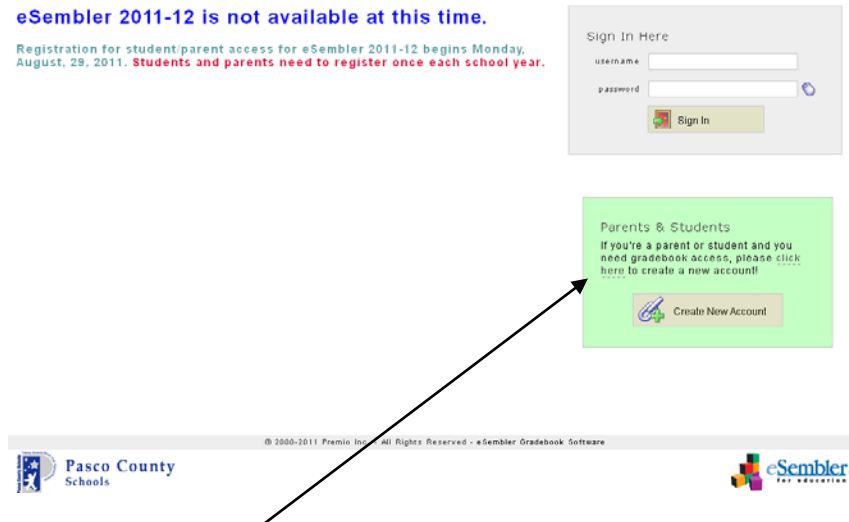 eSembler 2011-12 is not available at this time.
Registration for student/parent access for eSembler 2011-12 begins Monday,
August, 29, 2011. Students and parents need to register once each school year.
Sign In Here
username
password
Sign In
Parents & Students
If you're a parent or student and you
need gradebook access, please click
here to create a new account!
Create New Account
© 2000-2011 Premio Inc. All Rights Reserved - eSembler Gradebook Software
Pasco County
Schools
eSembler
for education